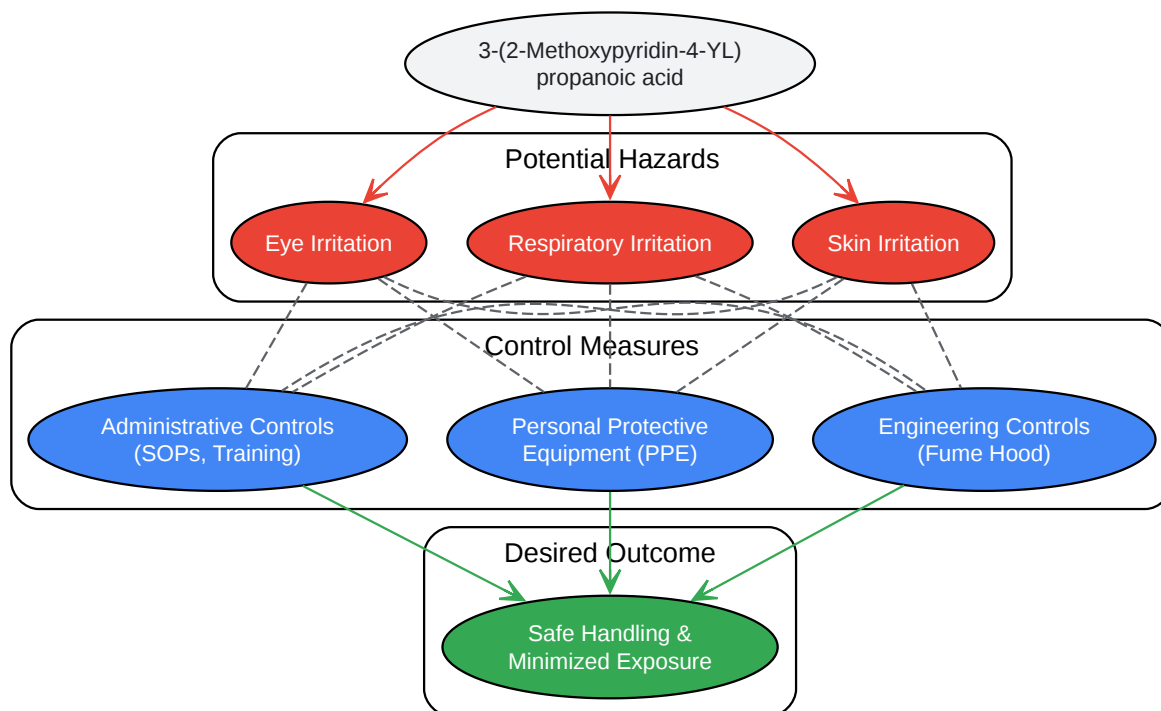 3-(2-Methoxypyridin-4-YL)
propanoic acid
Potential Hazards
Eye Irritation
Respiratory Irritation
Skin Irritation
Control Measures
Administrative Controls
(SOPs, Training)
Personal Protective
Equipment (PPE)
Engineering Controls
(Fume Hood)
Desired Outcome
Safe Handling &
Minimized Exposure